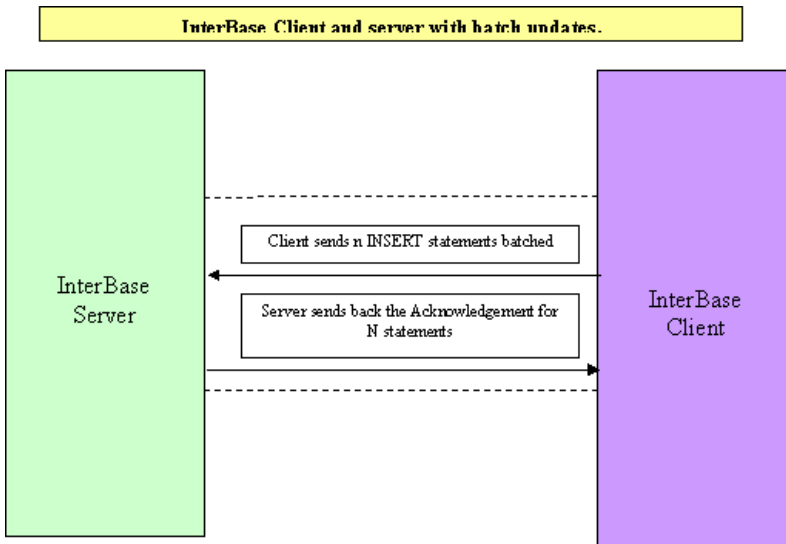 InterBase Client and server with batch updates.
Client sends n INSERT statements batched
InterBase
Server
Server sends back the Acknowledgement for
N statements
InterBase
Client